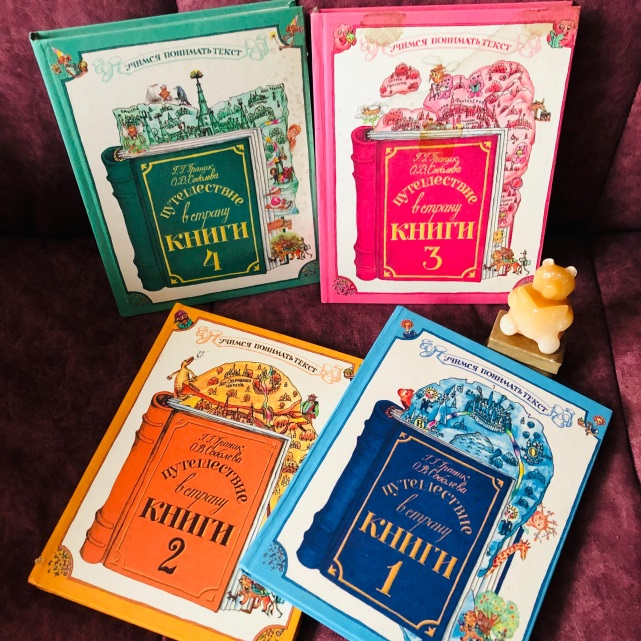 УЧИМСЯ ПОНИМАТЬ ТЕКСТ
Г.Г.Граник
О.В.Соболева
ПУТЕШЕСТВИЕ
в страну
КНИГИ
4
УЧИМСЯ ПОНИМАТЬ ТЕКСТ
Г.Г.Граник
О.В.Соболева
ПУТЕШЕСТВИЕ
в страну
КНИГИ
3
УЧИМСЯ ПОНИМАТЬ ТЕКСТ
Г.Г.Граник
О.В.Соболева
ПУТЕШЕСТВИЕ
в страну
КНИГИ
2
УЧИМСЯ ПОНИМАТЬ ТЕКСТ
Г.Г.Граник
О.В.Соболева
ПУТЕШЕСТВИЕ
в страну
КНИГИ
1